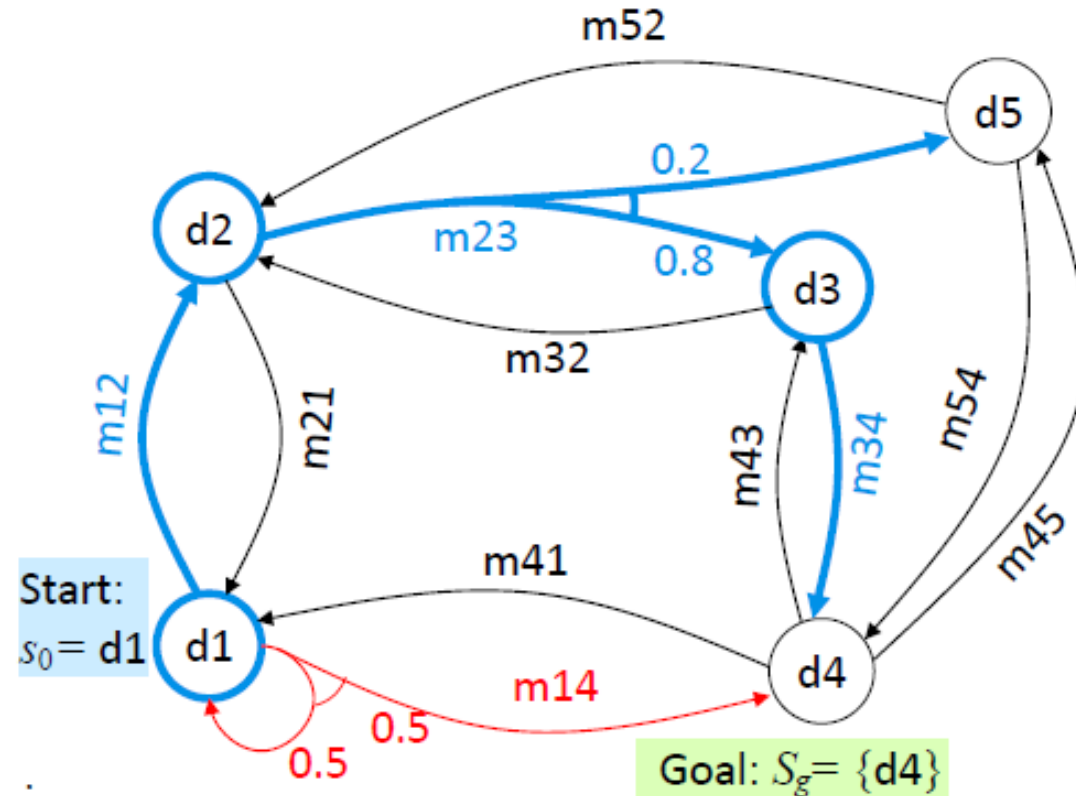 m52
d5
0.2
d2
m23
0.8
d3
m32
m12
m21
m54
m43
m34
m45
m41
Start:
s₀ = d1
d1
m14
d4
0.5
0.5
Goal: S_g = {d4}
.